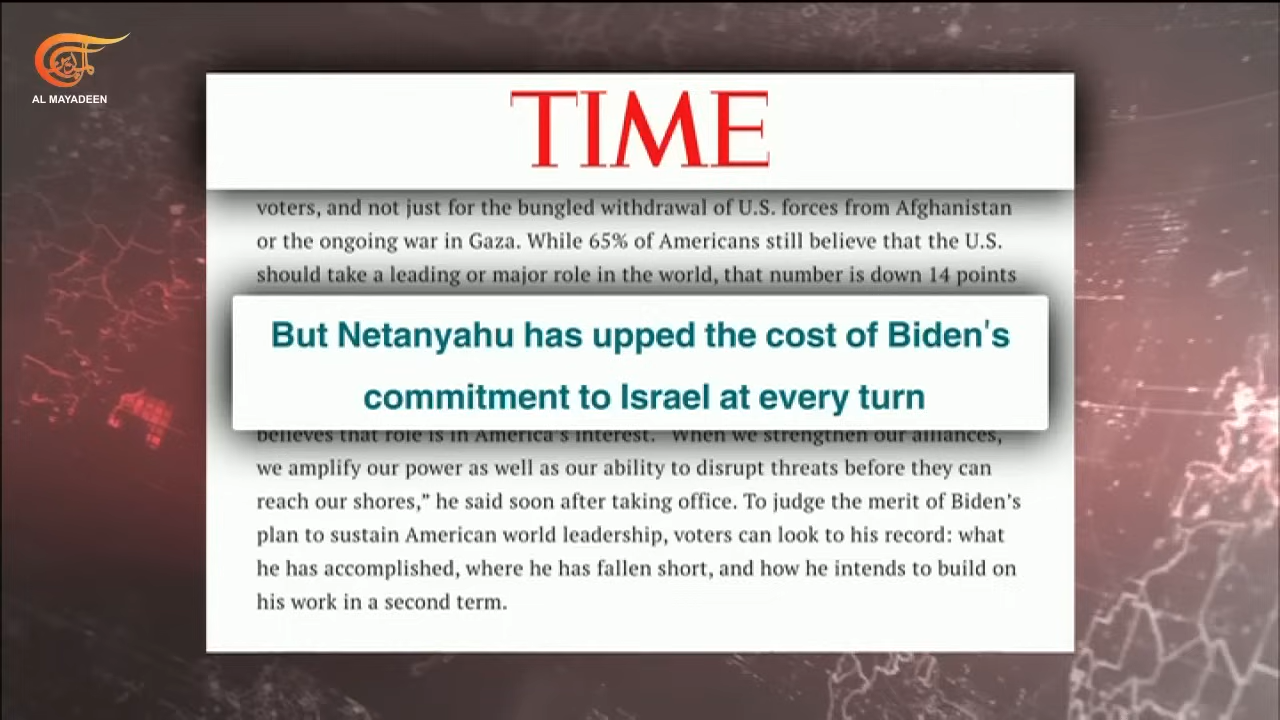 AL MAYADEEN
TIME
voters, and not just for the bungled withdrawal of U.S. forces from Afghanistan
or the ongoing war in Gaza. While 65% of Americans still believe that the U.S.
should take a leading or major role in the world, that number is down 14 points
But Netanyahu has upped the cost of Biden's
commitment to Israel at every turn
believes that role is in America's interest. “When we strengthen our alliances,
we amplify our power as well as our ability to disrupt threats before they can
reach our shores,” he said soon after taking office. To judge the merit of Biden’s
plan to sustain American world leadership, voters can look to his record: what
he has accomplished, where he has fallen short, and how he intends to build on
his work in a second term.